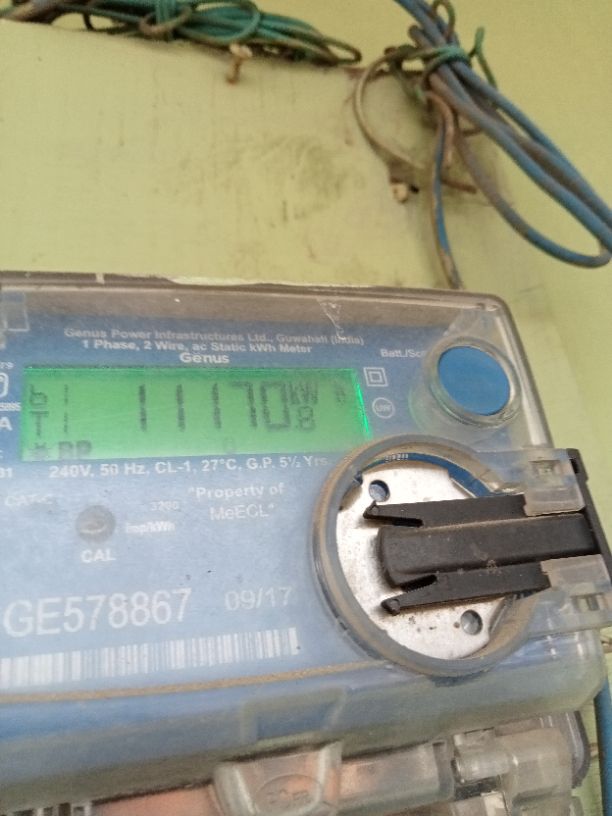 Genus Power Infrastructures Ltd., Guwahati (India)
1 Phase, 2 Wire, ac Static kWh Meter
Genus
Batt./Scr
11170
240V, 50 Hz, CL-1, 27°C, G.P. 5½ Yrs
3200
imp/kWh
"Property of
MeECL"
CAL
GE578867 09/17